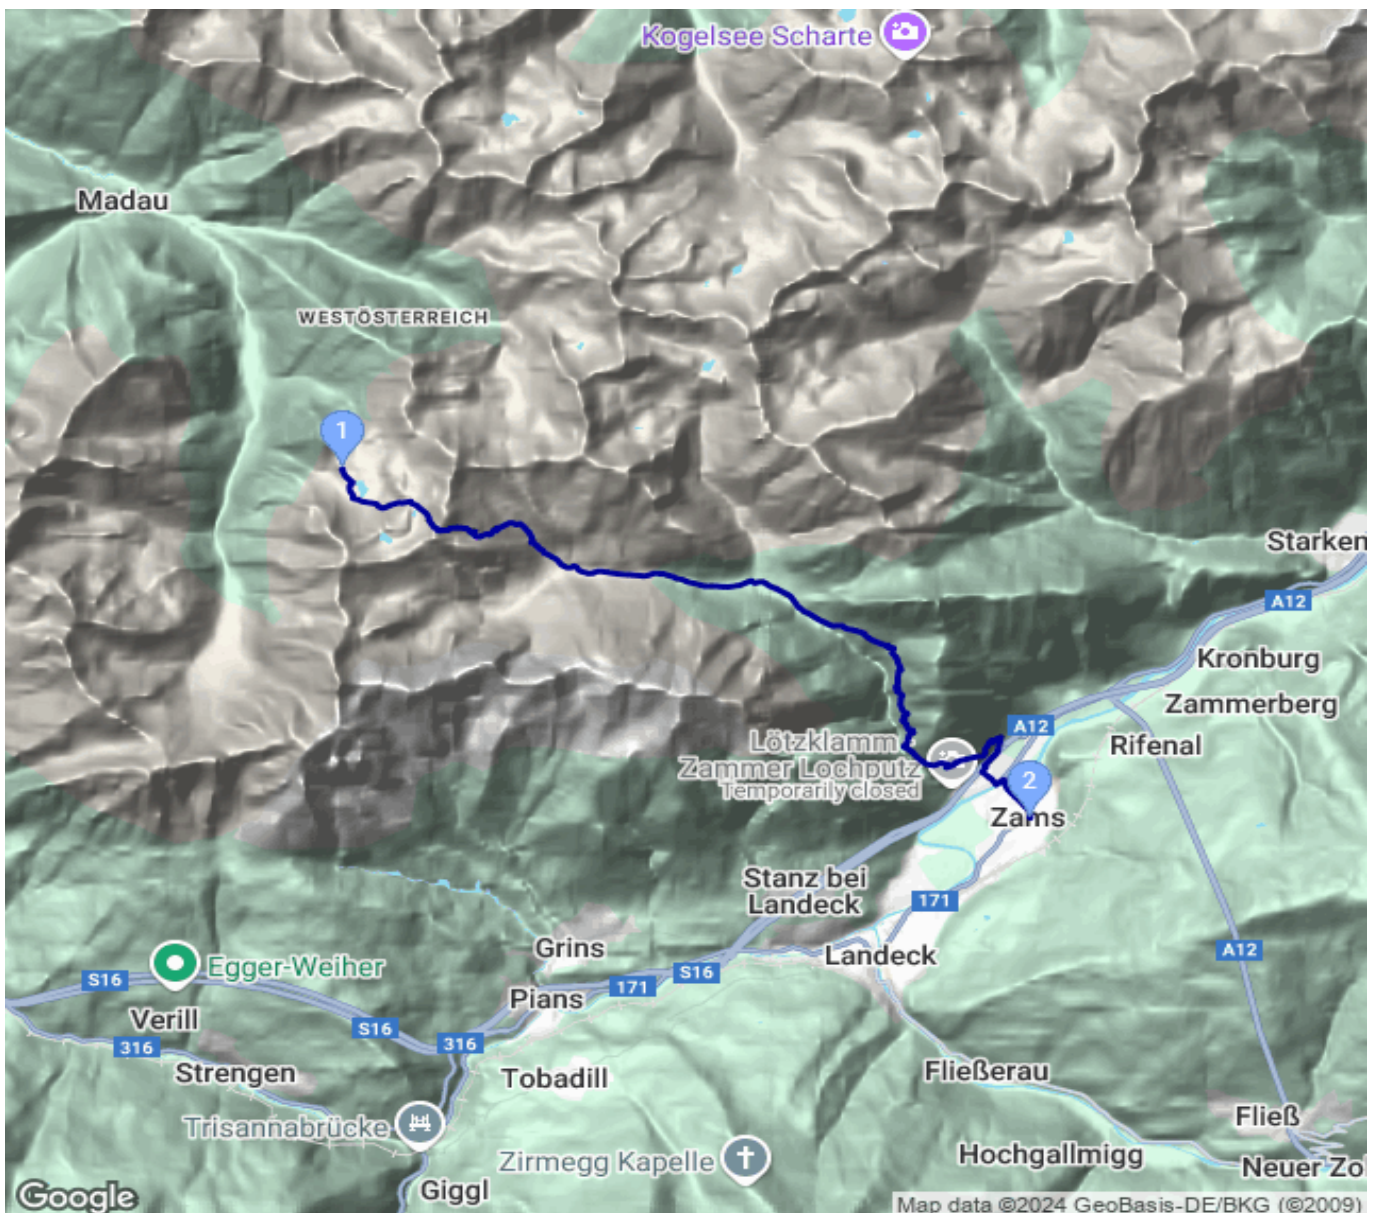 Kogelsee Scharte
Madau
WESTÖSTERREICH
1
Starken
A12
Kronburg
Zammerberg
A12
Rifenal
Lötzklamm -
Zammer Lochputz
Temporarily closed
2
Zams
Stanz bei
Landeck
171
Grins
Landeck
A12
Egger-Weiher
S16
S16
171
Pians
Verill
S16
316
316
Strengen
Tobadill
Fließerau
Trisannabrücke
Fließ
Zirmegg Kapelle
Hochgallmigg
Neuer Zol
Giggl
Google
Map data ©2024 GeoBasis-DE/BKG (©2009)